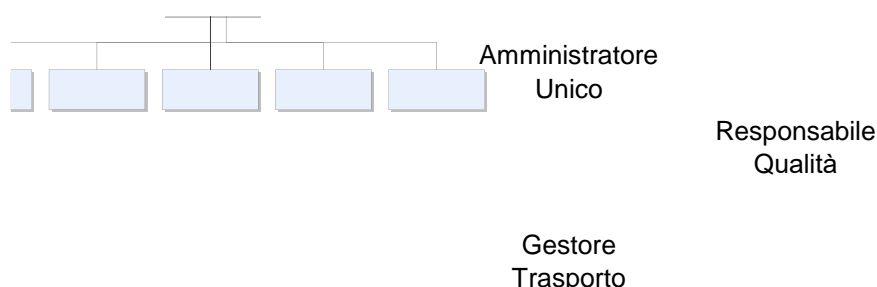 Amministratore
Unico
Responsabile
Qualità
Gestore
Trasporto